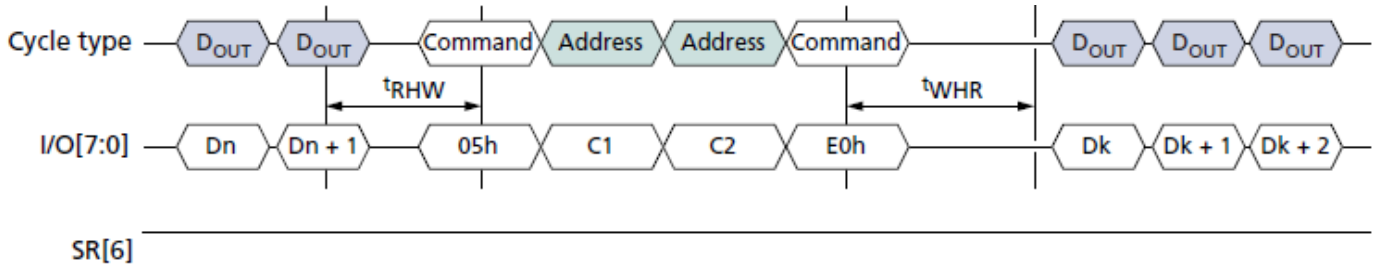 Cycle type DOUT DOUT Command Address Address Command DOUT DOUT DOUT
tRHW tWHR
I/O[7:0] Dn Dn + 1 05h C1 C2 E0h Dk Dk + 1 Dk + 2
SR[6]